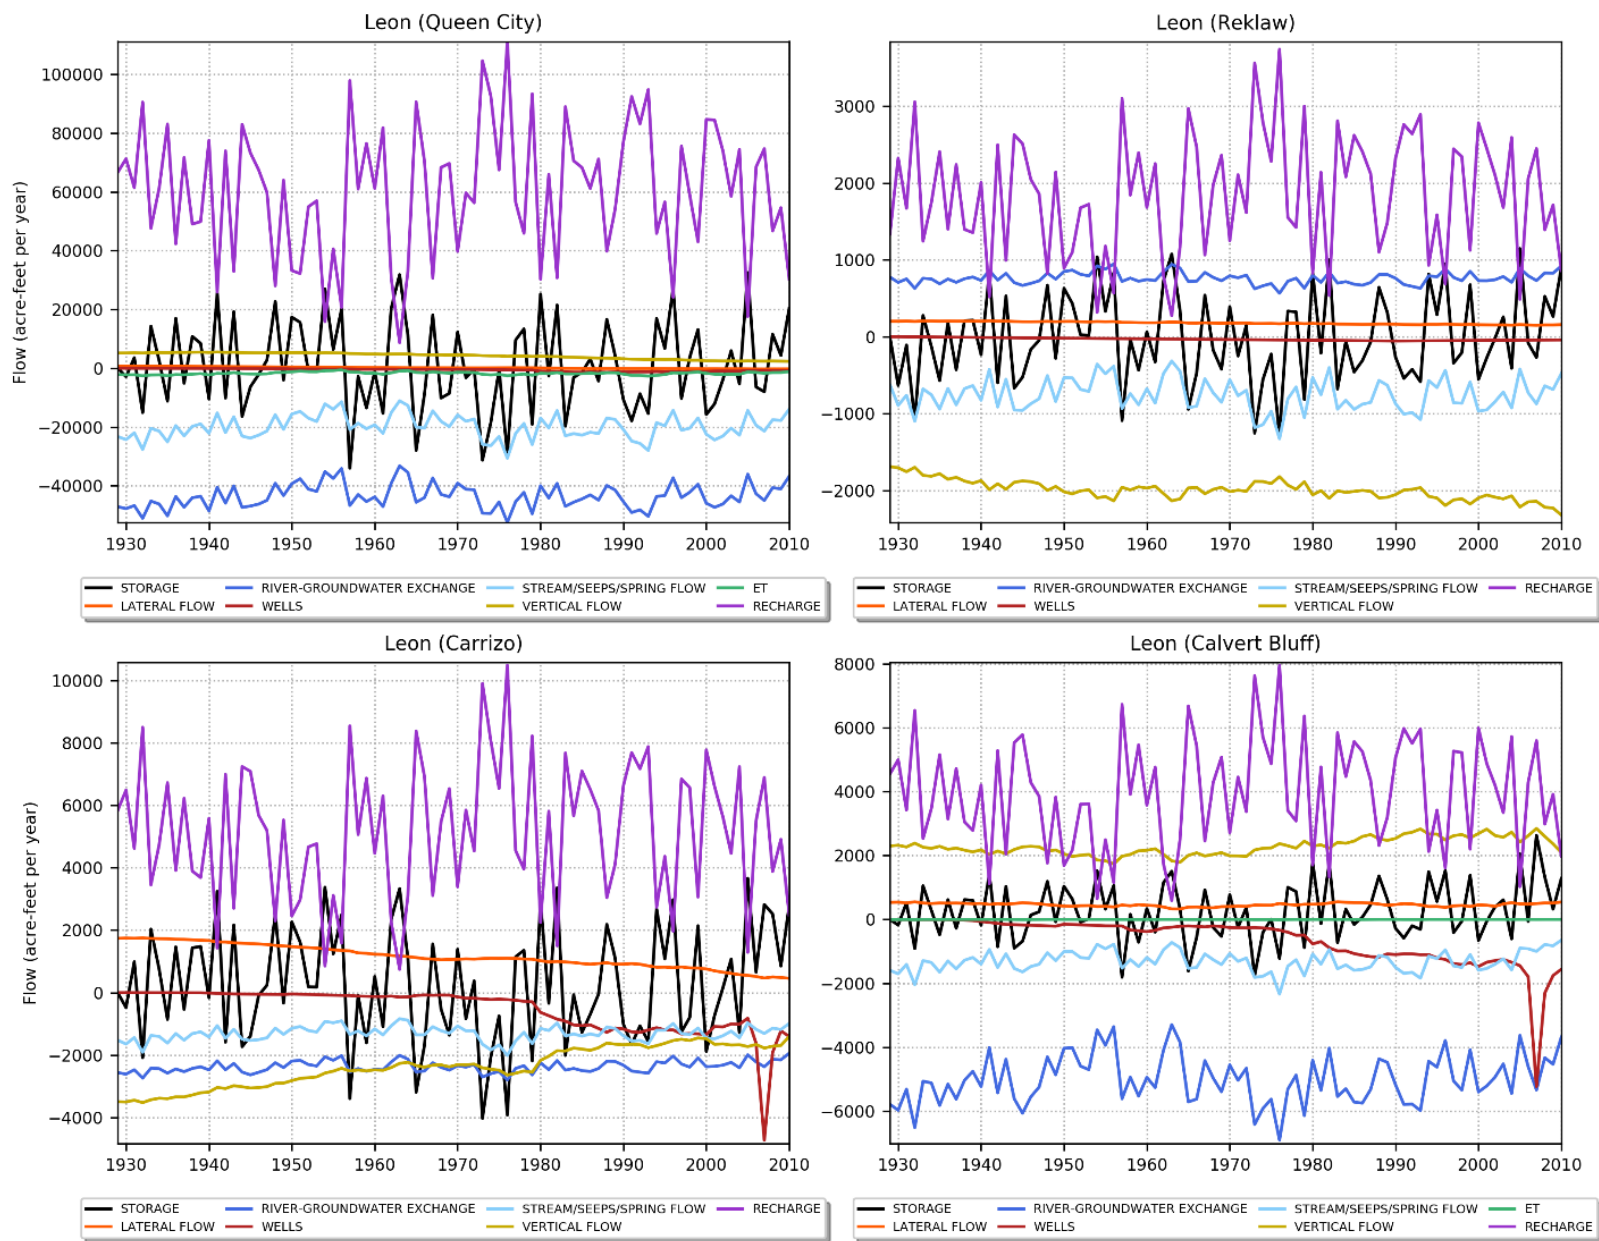 Leon (Queen City)
Leon (Reklaw)
Flow (acre-feet per year)
100000
80000
60000
40000
20000
0
−20000
−40000
3000
2000
1000
0
−1000
−2000
1930 1940 1950 1960 1970 1980 1990 2000 2010
1930 1940 1950 1960 1970 1980 1990 2000 2010
STORAGE RIVER-GROUNDWATER EXCHANGE STREAM/SEEPS/SPRING FLOW ET
LATERAL FLOW WELLS VERTICAL FLOW RECHARGE
STORAGE RIVER-GROUNDWATER EXCHANGE STREAM/SEEPS/SPRING FLOW RECHARGE
LATERAL FLOW WELLS VERTICAL FLOW
Leon (Carrizo)
Leon (Calvert Bluff)
Flow (acre-feet per year)
10000
8000
6000
4000
2000
0
−2000
−4000
8000
6000
4000
2000
0
−2000
−4000
−6000
1930 1940 1950 1960 1970 1980 1990 2000 2010
1930 1940 1950 1960 1970 1980 1990 2000 2010
STORAGE RIVER-GROUNDWATER EXCHANGE STREAM/SEEPS/SPRING FLOW RECHARGE
LATERAL FLOW WELLS VERTICAL FLOW
STORAGE RIVER-GROUNDWATER EXCHANGE STREAM/SEEPS/SPRING FLOW ET
LATERAL FLOW WELLS VERTICAL FLOW RECHARGE